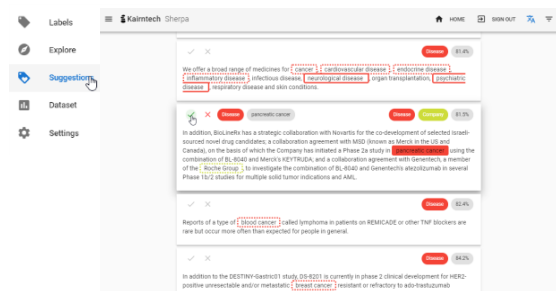 Labels
Explore
Suggestions
Dataset
Settings
Kairntech Sherpa
HOME
SIGN OUT
Disease 81.4%
We offer a broad range of medicines for cancer , cardiovascular disease , endocrine disease ,
inflammatory disease , infectious disease, neurological disease , organ transplantation, psychiatric
disease , respiratory disease and skin conditions.
Disease pancreatic cancer Disease Company 81.5%
In addition, BioLineRx has a strategic collaboration with Novartis for the co-development of selected Israeli-
sourced novel drug candidates; a collaboration agreement with MSD (known as Merck in the US and
Canada), on the basis of which the Company has initiated a Phase 2a study in pancreatic cancer using the
combination of BL-8040 and Merck's KEYTRUDA; and a collaboration agreement with Genentech, a member
of the Roche Group , to investigate the combination of BL-8040 and Genentech's atezolizumab in several
Phase 1b/2 studies for multiple solid tumor indications and AML.
Disease 82.4%
Reports of a type of blood cancer called lymphoma in patients on REMICADE or other TNF blockers are
rare but occur more often than expected for people in general.
Disease 84.2%
In addition to the DESTINY-Gastric01 study, DS-8201 is currently in phase 2 clinical development for HER2-
positive unresectable and/or metastatic breast cancer resistant or refractory to ado-trastuzumab